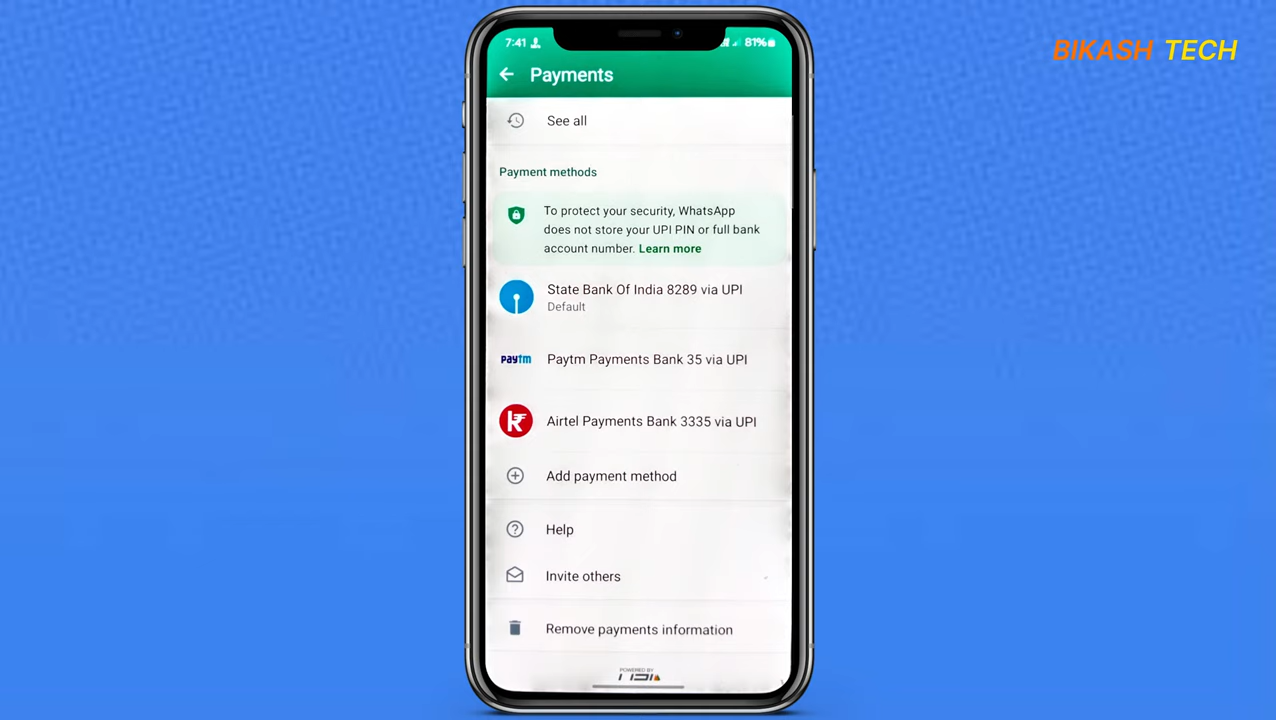 BIKASH TECH
7:41
81%
Payments
See all
Payment methods
To protect your security, WhatsApp
does not store your UPI PIN or full bank
account number. Learn more
State Bank Of India 8289 via UPI
Default
paytm
Paytm Payments Bank 35 via UPI
Airtel Payments Bank 3335 via UPI
Add payment method
Help
Invite others
Remove payments information
POWERED BY